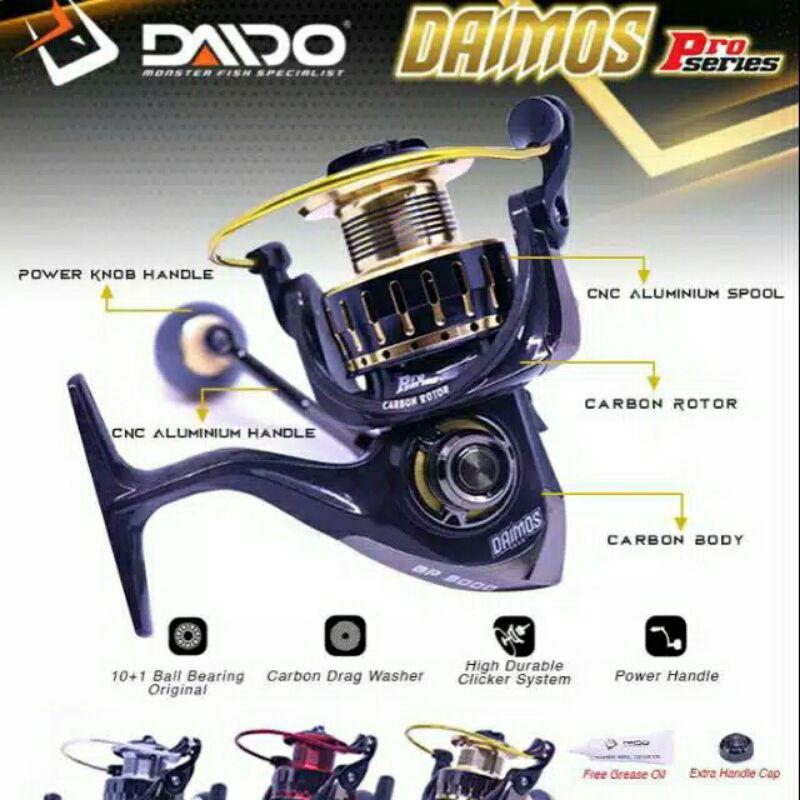 DAIDO®
MONSTER FISH SPECIALIST
DAIMOS
Pro
series
POWER KNOB HANDLE
CNC ALUMINIUM SPOOL
CARBON ROTOR
CARBON ROTOR
CNC ALUMINIUM HANDLE
DAIMOS
CARBON BODY
10+1 Ball Bearing
Original
Carbon Drag Washer
High Durable
Clicker System
Power Handle
DAIDO
Free Grease Oil
Extra Handle Cap